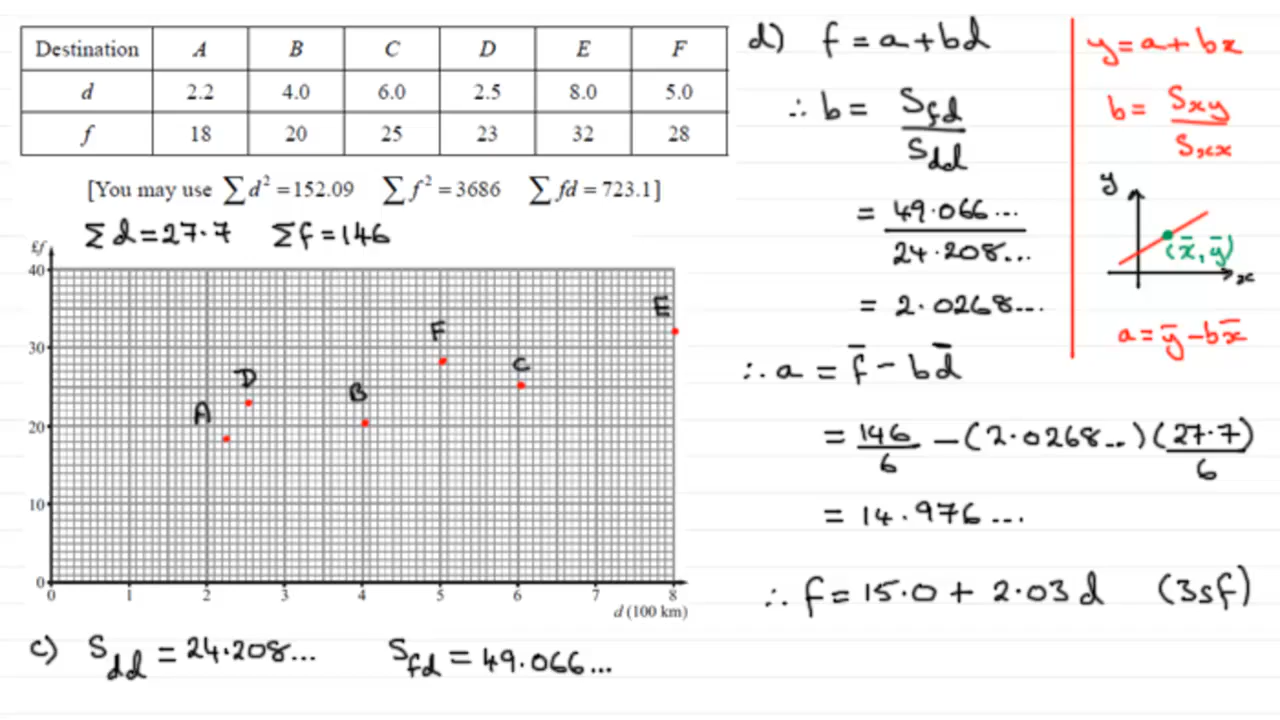 Destination A B C D E F
d 2.2 4.0 6.0 2.5 8.0 5.0
f 18 20 25 23 32 28
[You may use ∑d² = 152.09 ∑f² = 3686 ∑fd = 723.1]
∑d = 27.7 ∑f = 146
£f
40
30
20
10
0
A D B F C E
0 1 2 3 4 5 6 7 8
d (100 km)
c) S_dd = 24.208... S_fd = 49.066...
d) f = a + bd
∴ b = S_fd / S_dd
= 49.066... / 24.208...
= 2.0268...
∴ a = f̄ − bd̄
= 146/6 − (2.0268...)(27.7/6)
= 14.976...
∴ f = 15.0 + 2.03d (3sf)
y = a + bx
b = S_xy / S_xx
y
(x̄, ȳ)
x
a = ȳ − bx̄